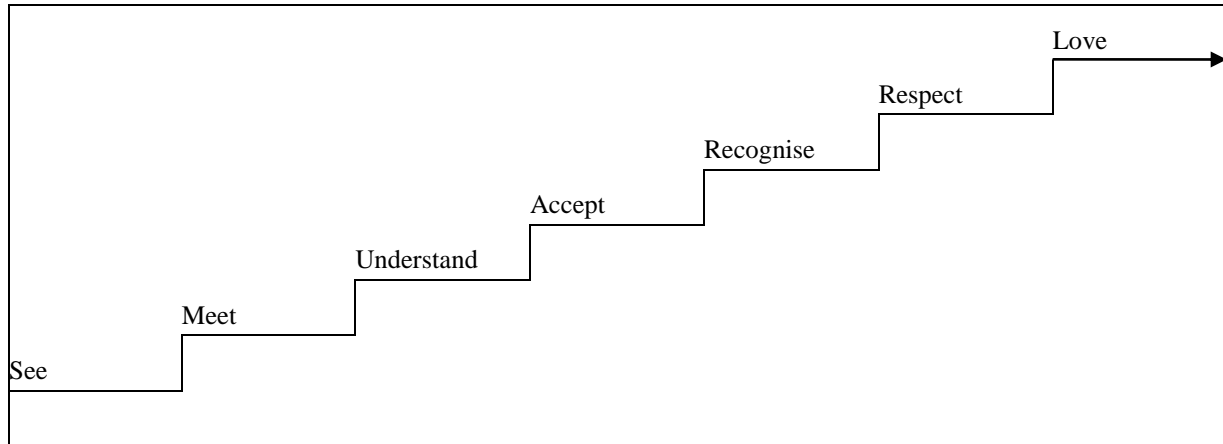 Love
Respect
Recognise
Accept
Understand
Meet
See